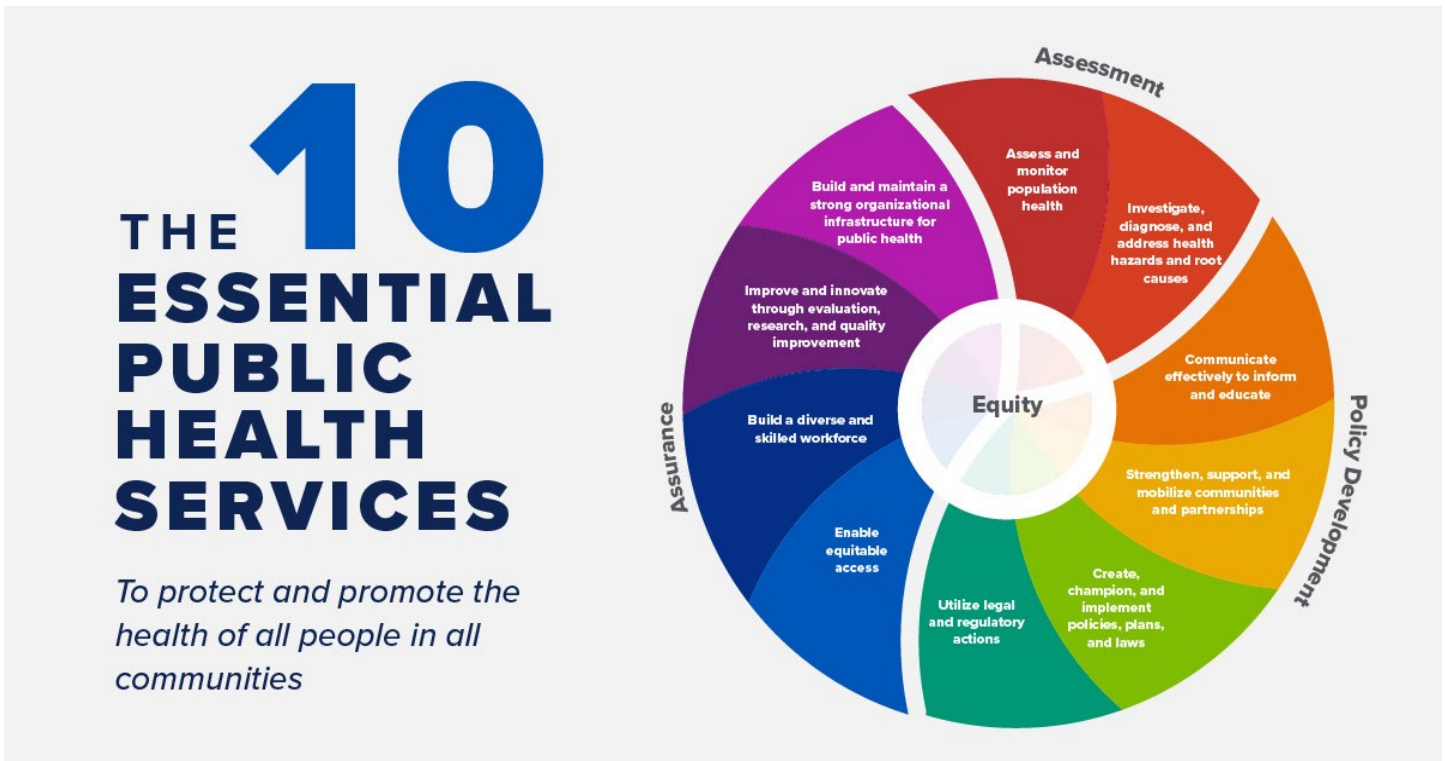 THE 10
ESSENTIAL
PUBLIC
HEALTH
SERVICES
To protect and promote the
health of all people in all
communities
Assessment
Assess and
monitor
population
health
Investigate,
diagnose, and
address health
hazards and root
causes
Policy Development
Communicate
effectively to inform
and educate
Strengthen, support, and
mobilize communities
and partnerships
Create,
champion, and
implement
policies, plans,
and laws
Utilize legal
and regulatory
actions
Assurance
Enable
equitable
access
Build a diverse and
skilled workforce
Improve and innovate
through evaluation,
research, and quality
improvement
Build and maintain a
strong organizational
infrastructure for
public health
Equity